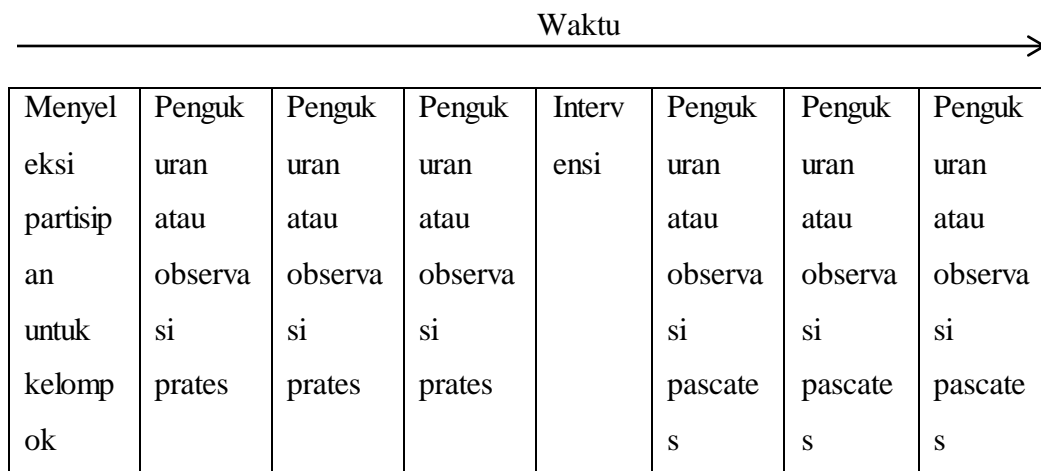 Waktu
Menyel Penguk Penguk Penguk Interv Penguk Penguk Penguk
eksi uran uran uran ensi uran uran uran
partisip atau atau atau atau atau atau
an observa observa observa observa observa observa
untuk si si si si si si
kelomp prates prates prates pascate pascate pascate
ok s s s